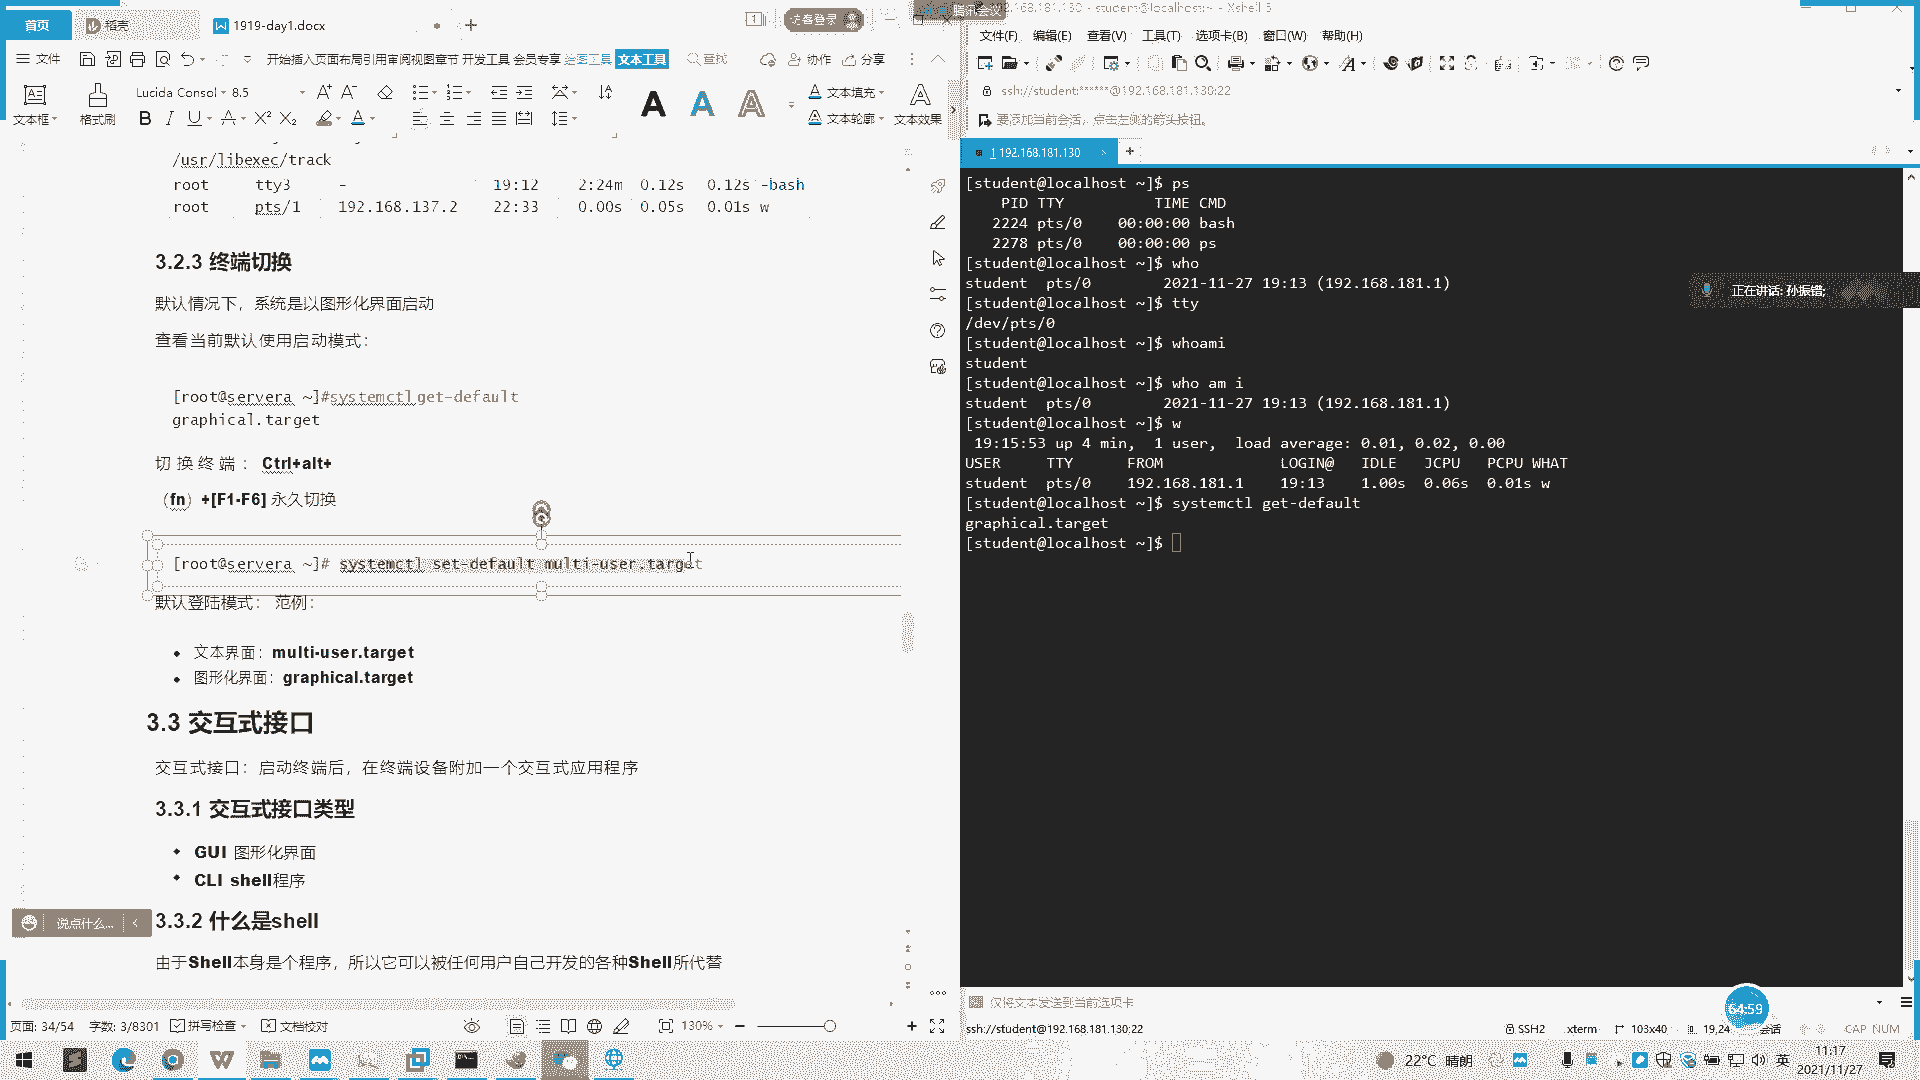 首页
稻壳
1919-day1.docx
访客登录
文件
开始 插入 页面布局 引用 审阅 视图 章节 开发工具 会员专享 绘图工具 文本工具
查找
协作
分享
文本框
格式刷
Lucida Consol
8.5
文本填充
文本轮廓
文本效果
/usr/libexec/track
root tty3 - 19:12 2:24m 0.12s 0.12s -bash
root pts/1 192.168.137.2 22:33 0.00s 0.05s 0.01s w
3.2.3 终端切换
默认情况下，系统是以图形化界面启动
查看当前默认使用启动模式：
[root@servera ~]#systemctl get-default
graphical.target
切 换 终 端 ： Ctrl+alt+
（fn）+[F1-F6] 永久切换
[root@servera ~]# systemctl set-default multi-user.target
默认登陆模式： 范例：
文本界面：multi-user.target
图形化界面：graphical.target
3.3 交互式接口
交互式接口：启动终端后，在终端设备附加一个交互式应用程序
3.3.1 交互式接口类型
GUI 图形化界面
CLI shell程序
3.3.2 什么是shell
由于Shell本身是个程序，所以它可以被任何用户自己开发的各种Shell所代替
说点什么...
页面: 34/54 字数: 3/8301 拼写检查 文档校对
130%
腾讯会议
192.168.181.130 - student@localhost:~ - Xshell 5
文件(F) 编辑(E) 查看(V) 工具(T) 选项卡(B) 窗口(W) 帮助(H)
ssh://student:******@192.168.181.130:22
要添加当前会话，点击左侧的箭头按钮。
1 192.168.181.130
[student@localhost ~]$ ps
PID TTY TIME CMD
2224 pts/0 00:00:00 bash
2278 pts/0 00:00:00 ps
[student@localhost ~]$ who
student pts/0 2021-11-27 19:13 (192.168.181.1)
[student@localhost ~]$ tty
/dev/pts/0
[student@localhost ~]$ whoami
student
[student@localhost ~]$ who am i
student pts/0 2021-11-27 19:13 (192.168.181.1)
[student@localhost ~]$ w
19:15:53 up 4 min, 1 user, load average: 0.01, 0.02, 0.00
USER TTY FROM LOGIN@ IDLE JCPU PCPU WHAT
student pts/0 192.168.181.1 19:13 1.00s 0.06s 0.01s w
[student@localhost ~]$ systemctl get-default
graphical.target
[student@localhost ~]$
正在讲话: 孙振错;
仅将文本发送到当前选项卡
64:59
ssh://student@192.168.181.130:22
SSH2 xterm 103x40 19,24 会话 CAP NUM
22°C 晴朗
英
11:17
2021/11/27